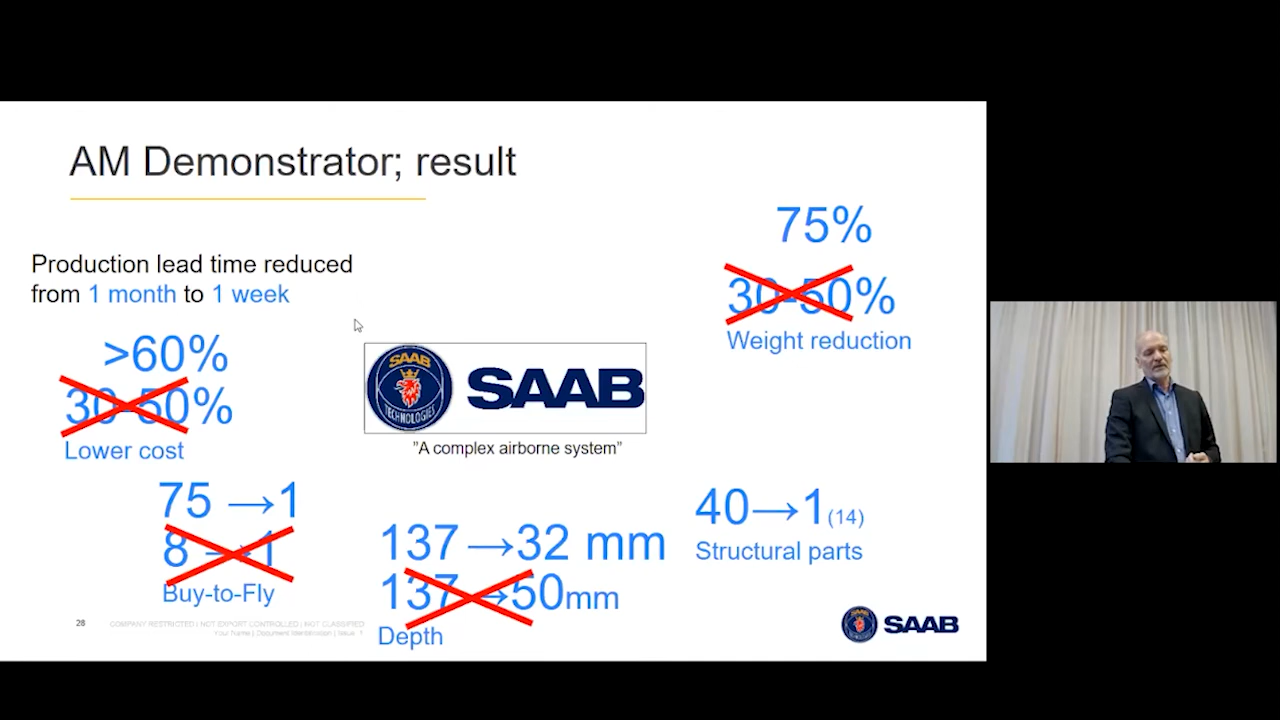 AM Demonstrator; result
75%
Production lead time reduced
from 1 month to 1 week
30-50%
Weight reduction
>60%
30-50%
Lower cost
SAAB
TECHNOLOGIES
SAAB
"A complex airborne system"
75 →1
8 →1
Buy-to-Fly
137→32 mm
137→50mm
Depth
40→1(14)
Structural parts
28
COMPANY RESTRICTED | NOT EXPORT CONTROLLED | NOT CLASSIFIED
Your Name | Document Identification | Issue 1
SAAB